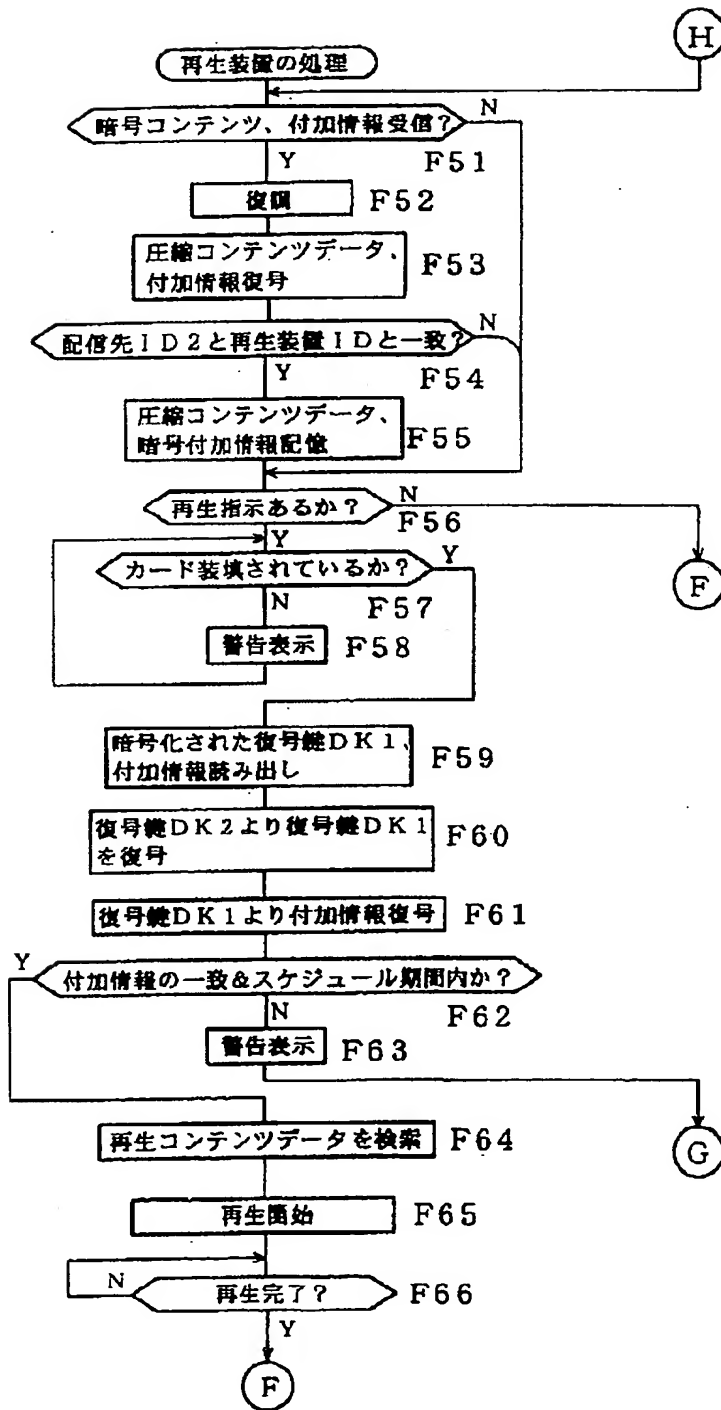 H
再生装置の処理
暗号コンテンツ、付加情報受信?
N
Y
F51
復調
F52
圧縮コンテンツデータ、
付加情報復号
F53
配信先ID2と再生装置IDと一致?
N
Y
F54
圧縮コンテンツデータ、
暗号付加情報記憶
F55
再生指示あるか?
N
F56
Y
F
カード装填されているか?
Y
N
F57
警告表示
F58
暗号化された復号鍵DK1、
付加情報読み出し
F59
復号鍵DK2より復号鍵DK1
を復号
F60
復号鍵DK1より付加情報復号
F61
Y
付加情報の一致&スケジュール期間内か?
N
F62
警告表示
F63
G
再生コンテンツデータを検索
F64
再生開始
F65
N
再生完了?
F66
Y
F